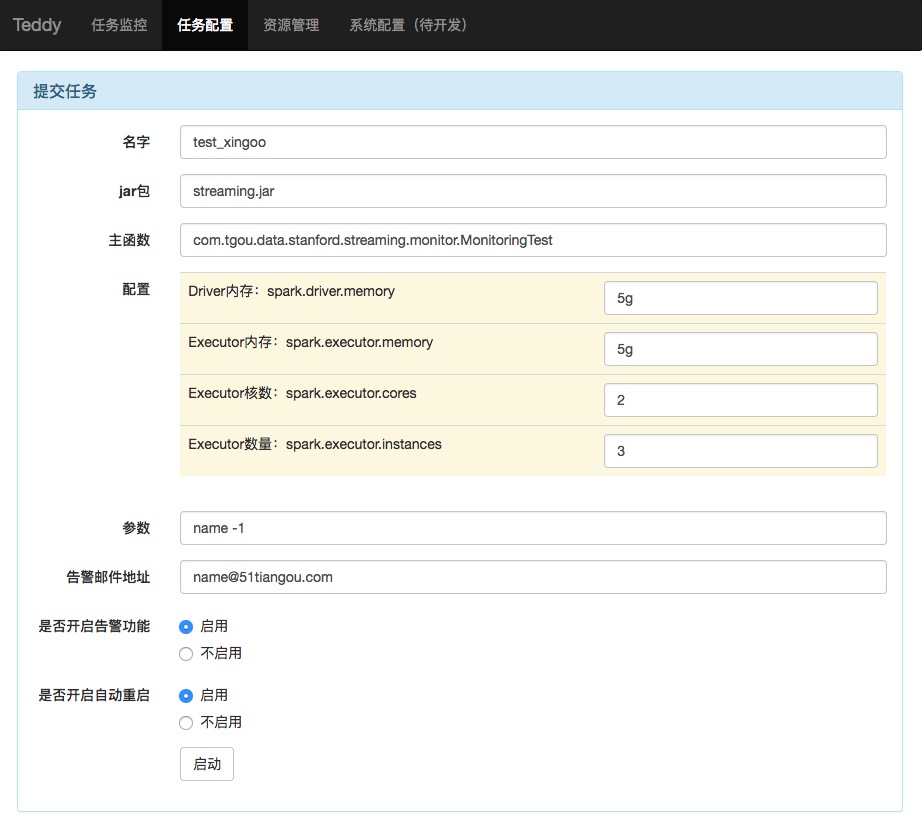 Teddy 任务监控 任务配置 资源管理 系统配置（待开发）
提交任务
名字 test_xingoo
jar包 streaming.jar
主函数 com.tgou.data.stanford.streaming.monitor.MonitoringTest
配置 Driver内存：spark.driver.memory 5g
Executor内存：spark.executor.memory 5g
Executor核数：spark.executor.cores 2
Executor数量：spark.executor.instances 3
参数 name -1
告警邮件地址 name@51tiangou.com
是否开启告警功能 启用
不启用
是否开启自动重启 启用
不启用
启动